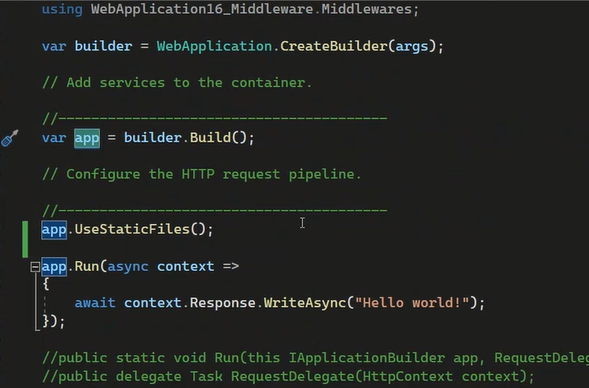 using WebApplication16_Middleware.Middlewares;
var builder = WebApplication.CreateBuilder(args);
// Add services to the container.
//----------------------------------------
var app = builder.Build();
// Configure the HTTP request pipeline.
//----------------------------------------
app.UseStaticFiles();
app.Run(async context =>
{
    await context.Response.WriteAsync("Hello world!");
});
//public static void Run(this IApplicationBuilder app, RequestDeleg
//public delegate Task RequestDelegate(HttpContext context);